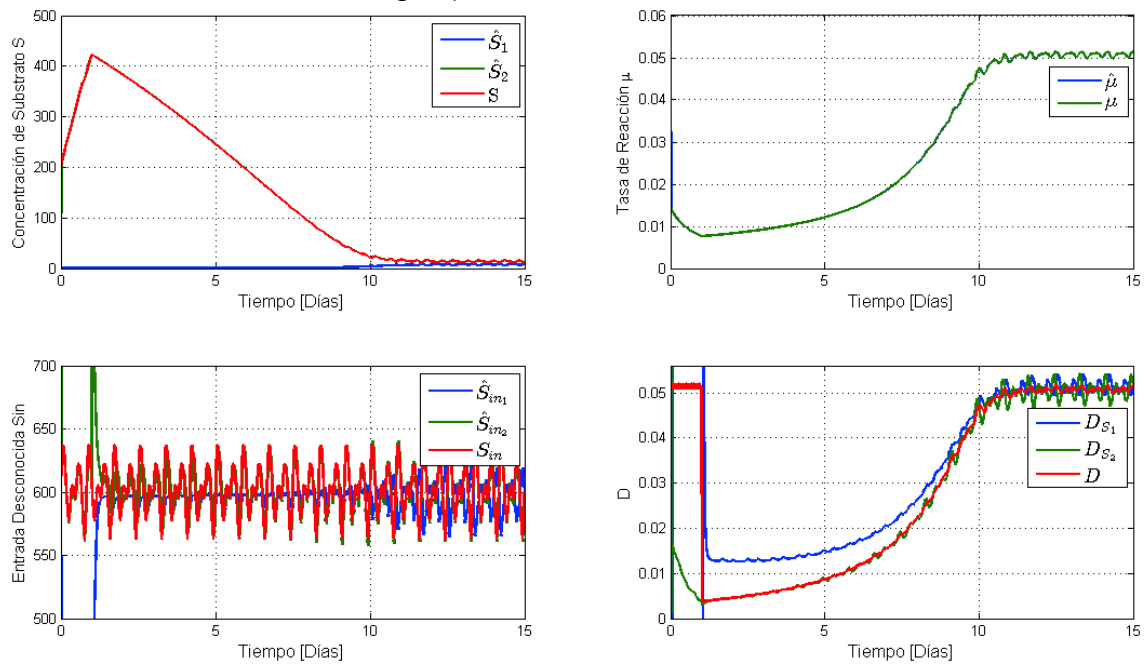 500
400
300
200
100
0
0
5
10
15
Concentración de Substrato S
Tiempo [Días]
Ŝ₁
Ŝ₂
S
0.06
0.05
0.04
0.03
0.02
0.01
0
0
5
10
15
Tasa de Reacción μ
Tiempo [Días]
μ̂
μ
700
650
600
550
500
0
5
10
15
Entrada Desconocida Sin
Tiempo [Días]
Ŝin₁
Ŝin₂
Sin
0.05
0.04
0.03
0.02
0.01
0
0
5
10
15
D
Tiempo [Días]
D_S₁
D_S₂
D